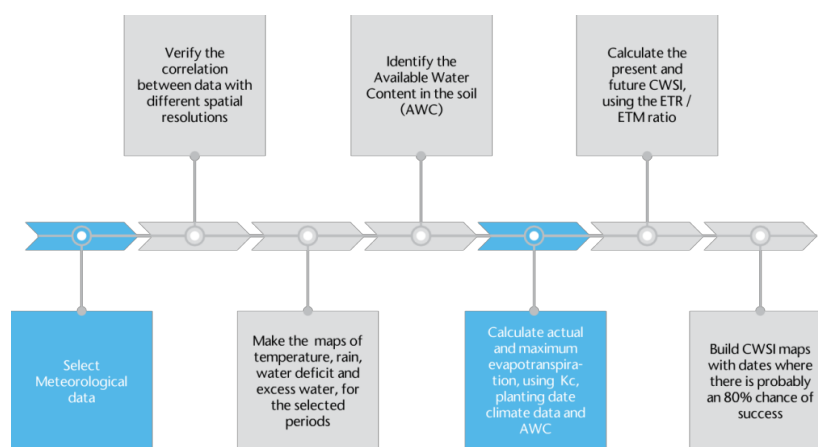 Verify the
correlation
between data with
different spatial
resolutions
Identify the
Available Water
Content in the soil
(AWC)
Calculate the
present and
future CWSI,
using the ETR /
ETM ratio
Select
Meteorological
data
Make the maps of
temperature, rain,
water deficit and
excess water, for
the selected
periods
Calculate actual
and maximum
evapotranspira-
tion, using Kc,
planting date
climate data and
AWC
Build CWSI maps
with dates where
there is probably
an 80% chance of
success